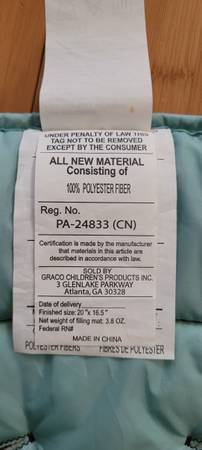 UNDER PENALTY OF LAW THIS
TAG NOT TO BE REMOVED
EXCEPT BY THE CONSUMER
ALL NEW MATERIAL
Consisting of
100% POLYESTER FIBER
Reg. No.
PA-24833 (CN)
Certification is made by the manufacturer
that materials in this article are
described in accordance with law.
SOLD BY
GRACO CHILDREN'S PRODUCTS INC.
3 GLENLAKE PARKWAY
Atlanta, GA 30328
Date of delivery
Finished size: 20"x 16.5"
Net weight of filling mat: 3.8 OZ.
Federal RN#
MADE IN CHINA
POLYESTER FIBERS FIBRES DE POLYESTER